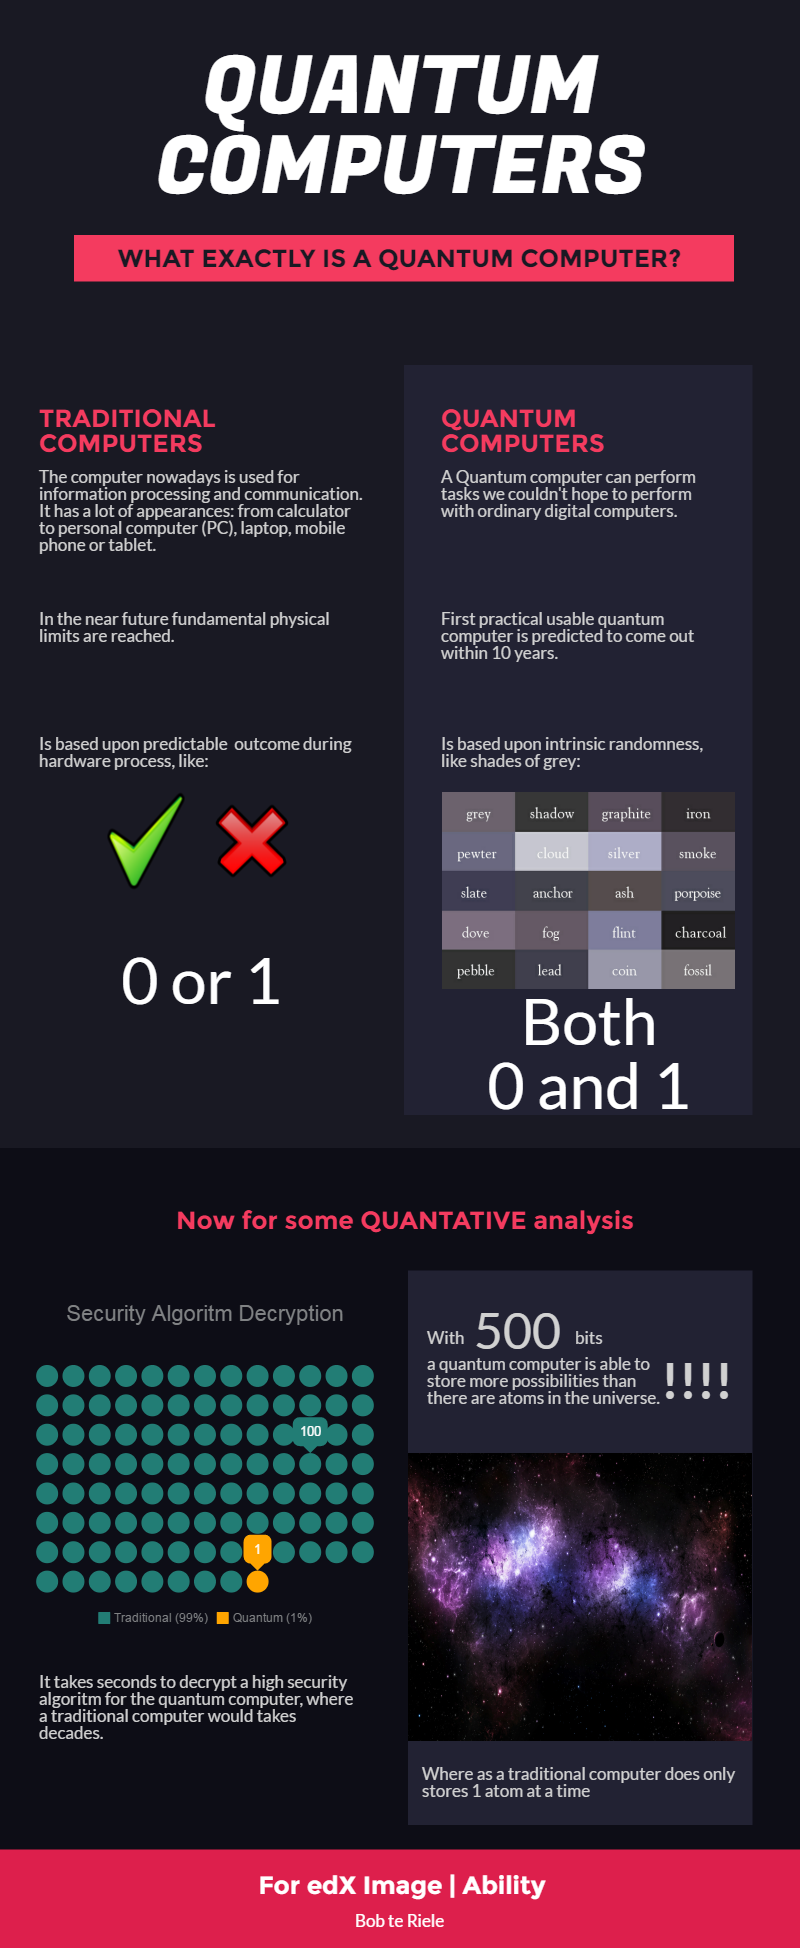 QUANTUM
COMPUTERS
WHAT EXACTLY IS A QUANTUM COMPUTER?
TRADITIONAL
COMPUTERS
The computer nowadays is used for
information processing and communication.
It has a lot of appearances: from calculator
to personal computer (PC), laptop, mobile
phone or tablet.
In the near future fundamental physical
limits are reached.
Is based upon predictable  outcome during
hardware process, like:
0 or 1
QUANTUM
COMPUTERS
A Quantum computer can perform
tasks we couldn't hope to perform
with ordinary digital computers.
First practical usable quantum
computer is predicted to come out
within 10 years.
Is based upon intrinsic randomness,
like shades of grey:
grey shadow graphite iron
pewter cloud silver smoke
slate anchor ash porpoise
dove fog flint charcoal
pebble lead coin fossil
Both
0 and 1
Now for some QUANTATIVE analysis
Security Algoritm Decryption
100
1
Traditional (99%) Quantum (1%)
It takes seconds to decrypt a high security
algoritm for the quantum computer, where
a traditional computer would takes
decades.
With 500 bits
a quantum computer is able to
store more possibilities than
there are atoms in the universe. !!!!
Where as a traditional computer does only
stores 1 atom at a time
For edX Image | Ability
Bob te Riele